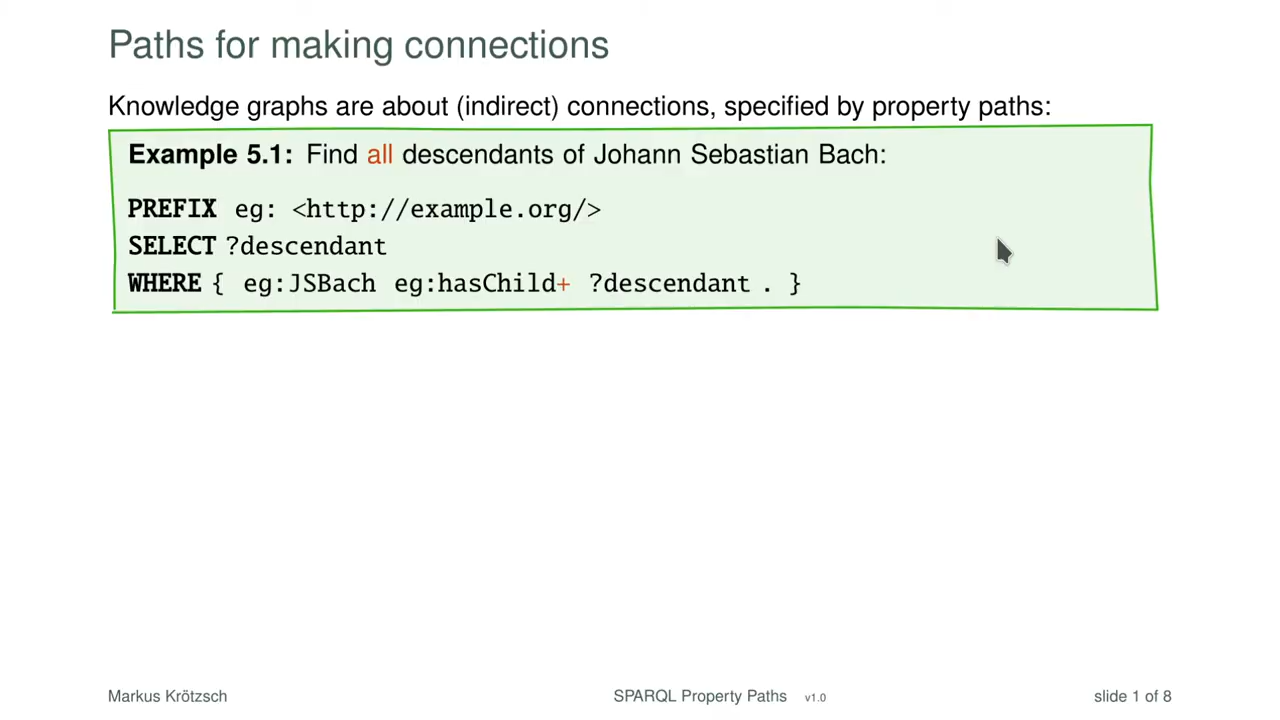 Paths for making connections
Knowledge graphs are about (indirect) connections, specified by property paths:
Example 5.1: Find all descendants of Johann Sebastian Bach:
PREFIX eg: <http://example.org/>
SELECT ?descendant
WHERE { eg:JSBach eg:hasChild+ ?descendant . }
Markus Krötzsch SPARQL Property Paths v1.0 slide 1 of 8